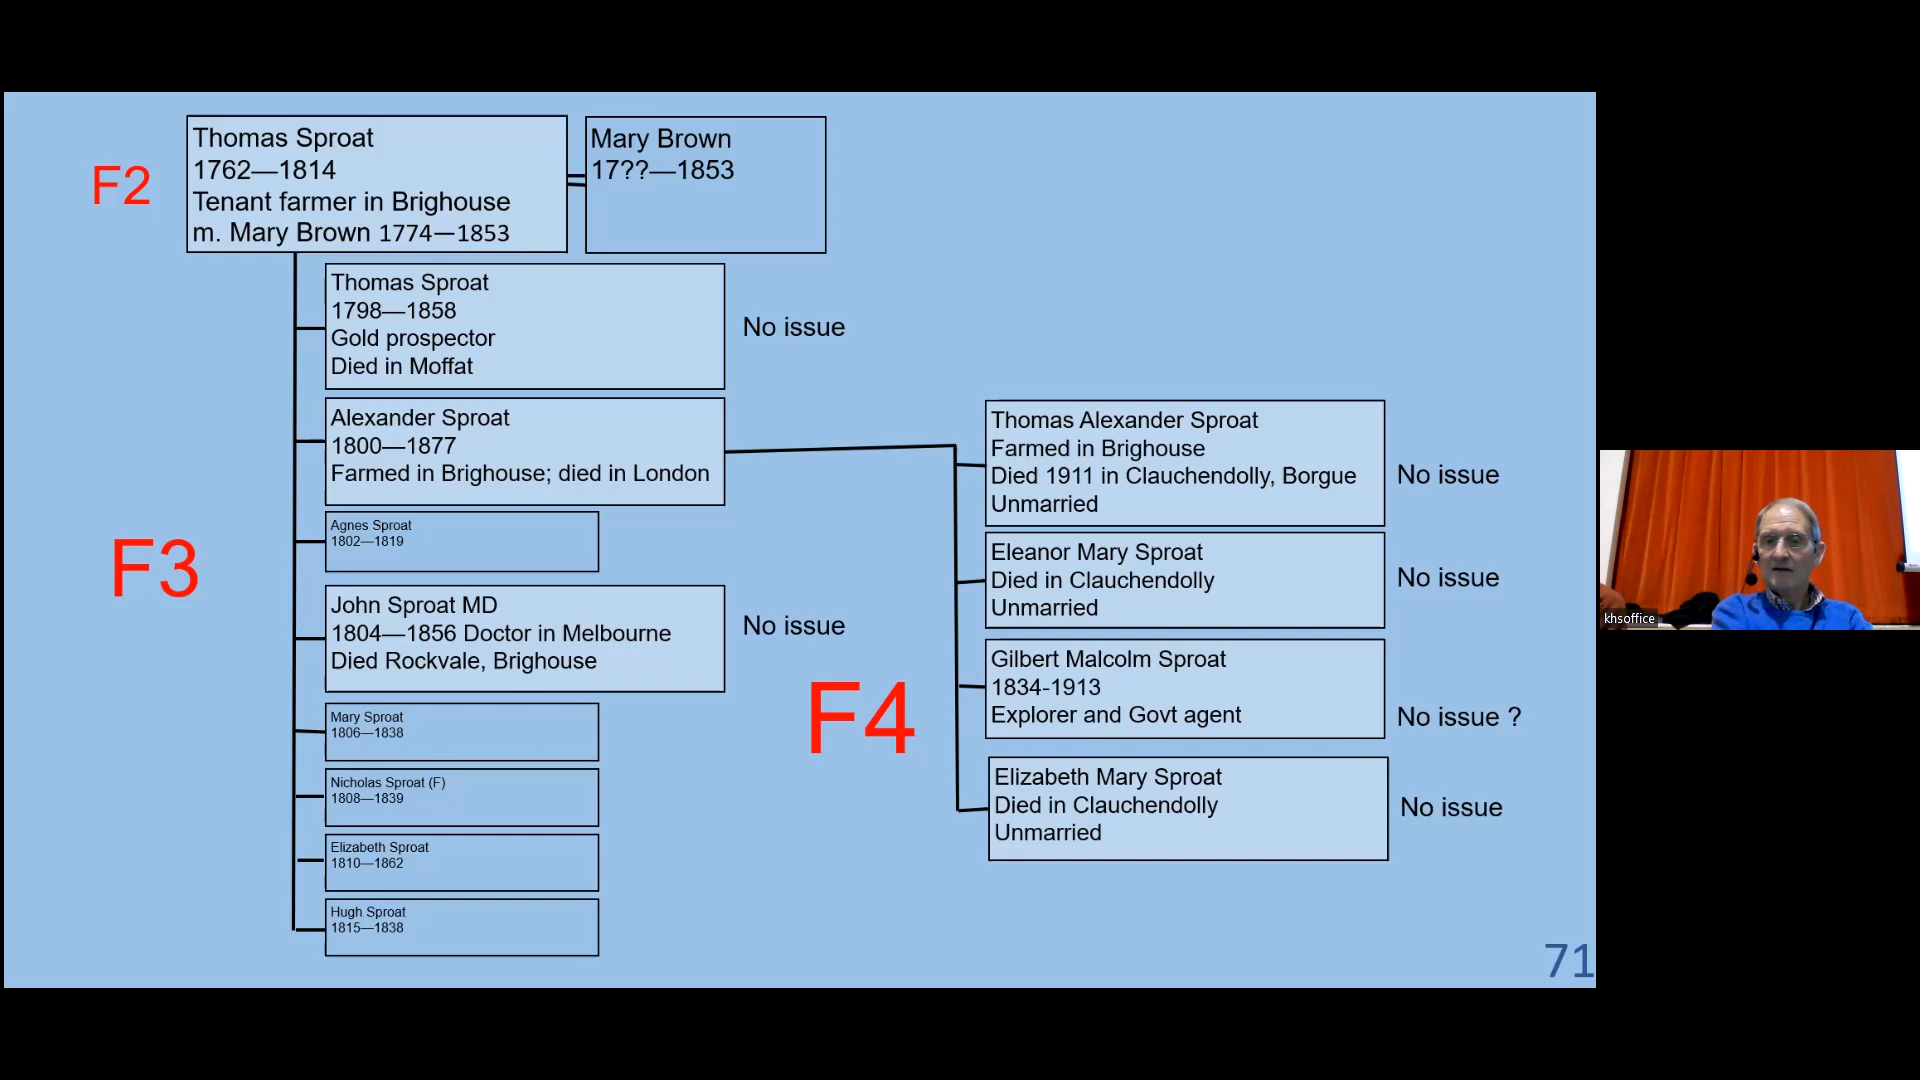 F2
Thomas Sproat
1762—1814
Tenant farmer in Brighouse
m. Mary Brown 1774—1853
Mary Brown
17??—1853
F3
Thomas Sproat
1798—1858
Gold prospector
Died in Moffat
No issue
Alexander Sproat
1800—1877
Farmed in Brighouse; died in London
Agnes Sproat
1802—1819
John Sproat MD
1804—1856 Doctor in Melbourne
Died Rockvale, Brighouse
No issue
Mary Sproat
1806—1838
Nicholas Sproat (F)
1808—1839
Elizabeth Sproat
1810—1862
Hugh Sproat
1815—1838
F4
Thomas Alexander Sproat
Farmed in Brighouse
Died 1911 in Clauchendolly, Borgue
Unmarried
No issue
Eleanor Mary Sproat
Died in Clauchendolly
Unmarried
No issue
Gilbert Malcolm Sproat
1834-1913
Explorer and Govt agent
No issue ?
Elizabeth Mary Sproat
Died in Clauchendolly
Unmarried
No issue
71
khsoffice